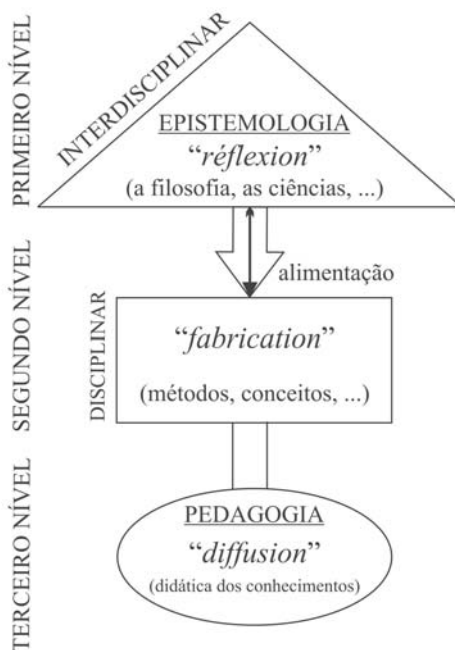 PRIMEIRO NÍVEL
INTERDISCIPLINAR
EPISTEMOLOGIA
“réflexion”
(a filosofia, as ciências, ...)
alimentação
SEGUNDO NÍVEL
DISCIPLINAR
“fabrication”
(métodos, conceitos, ...)
TERCEIRO NÍVEL
PEDAGOGIA
“diffusion”
(didática dos conhecimentos)